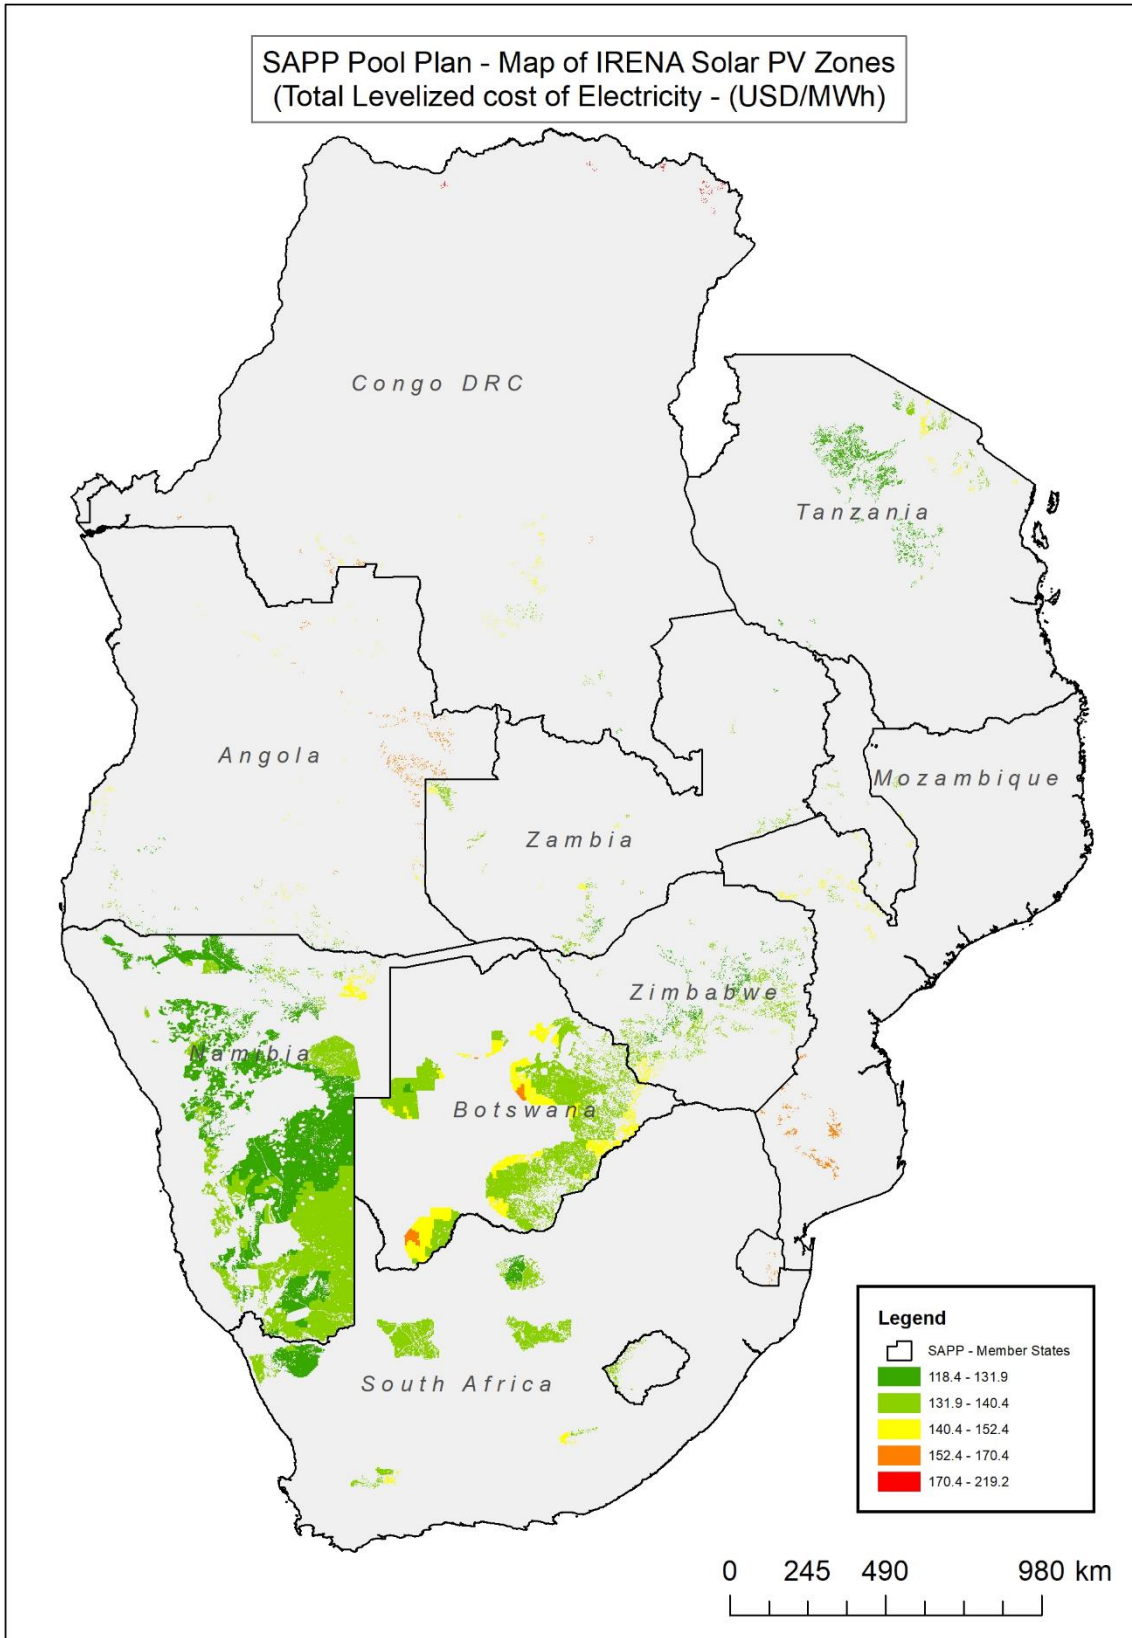 SAPP Pool Plan - Map of IRENA Solar PV Zones
(Total Levelized cost of Electricity - (USD/MWh)
Congo DRC
Tanzania
Angola
Mozambique
Zambia
Zimbabwe
Namibia
Botswana
South Africa
Legend
SAPP - Member States
118.4 - 131.9
131.9 - 140.4
140.4 - 152.4
152.4 - 170.4
170.4 - 219.2
0 245 490 980 km